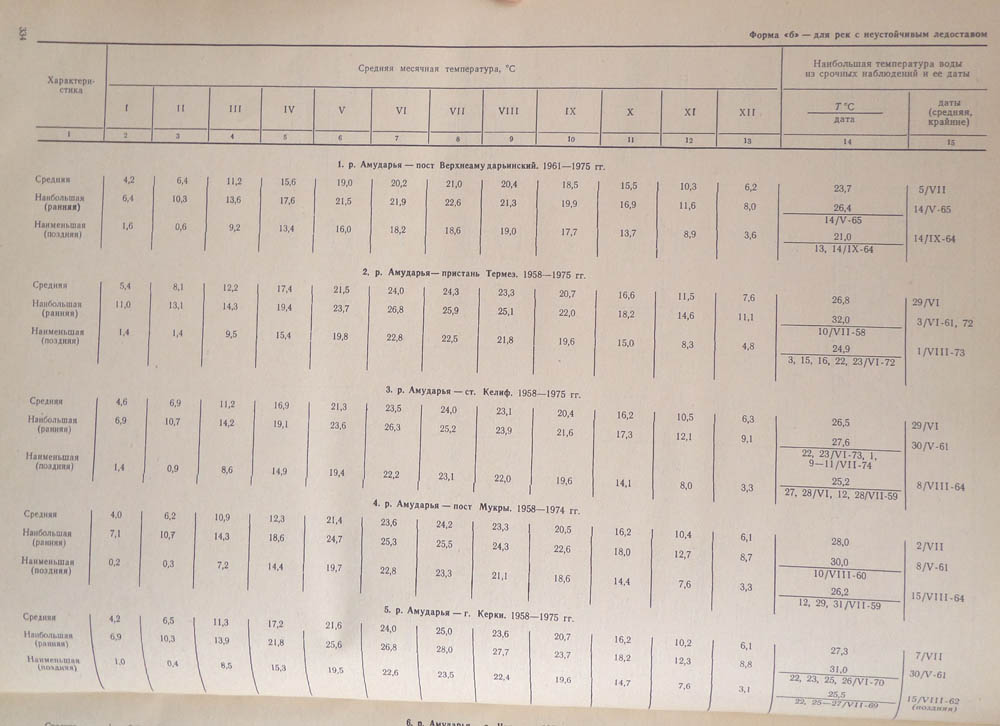 334
Форма «б» — для рек с неустойчивым ледоставом
Характери-
стика
Средняя месячная температура, °С
Наибольшая температура воды
из срочных наблюдений и ее даты
I II III IV V VI VII VIII IX X XI XII
T °С
дата
даты
(средняя,
крайние)
1 2 3 4 5 6 7 8 9 10 11 12 13 14 15
1. р. Амударья — пост Верхнеамударьинский. 1961—1975 гг.
Средняя 4,2 6,4 11,2 15,6 19,0 20,2 21,0 20,4 18,5 15,5 10,3 6,2 23,7 5/VII
Наибольшая 6,4 10,3 13,6 17,6 21,5 21,9 22,6 21,3 19,9 16,9 11,6 8,0 26,4 14/V-65
(ранняя) 14/V-65
Наименьшая 1,6 0,6 9,2 13,4 16,0 18,2 18,6 19,0 17,7 13,7 8,9 3,6 21,0 14/IX-64
(поздняя) 13, 14/IX-64
2. р. Амударья — пристань Термез. 1958—1975 гг.
Средняя 5,4 8,1 12,2 17,4 21,5 24,0 24,3 23,3 20,7 16,6 11,5 7,6 26,8 29/VI
Наибольшая 11,0 13,1 14,3 19,4 23,7 26,8 25,9 25,1 22,0 18,2 14,6 11,1 32,0 3/VI-61, 72
(ранняя) 10/VII-58
Наименьшая 1,4 1,4 9,5 15,4 19,8 22,8 22,5 21,8 19,6 15,0 8,3 4,8 24,9 1/VIII-73
(поздняя) 3, 15, 16, 22, 23/VI-72
3. р. Амударья — ст. Келиф. 1958—1975 гг.
Средняя 4,6 6,9 11,2 16,9 21,3 23,5 24,0 23,1 20,4 16,2 10,5 6,3 26,5 29/VI
Наибольшая 6,9 10,7 14,2 19,1 23,6 26,3 25,2 23,9 21,6 17,3 12,1 9,1 27,6 30/V-61
(ранняя) 22, 23/VI-73, 1,
9—11/VII-74
Наименьшая
(поздняя) 1,4 0,9 8,6 14,9 19,4 22,2 23,1 22,0 19,6 14,1 8,0 3,3 25,2 8/VIII-64
27, 28/VI, 12, 28/VII-59
4. р. Амударья — пост Мукры. 1958—1974 гг.
Средняя 4,0 6,2 10,9 12,3 21,4 23,6 24,2 23,3 20,5 16,2 10,4 6,1 28,0 2/VII
Наибольшая 7,1 10,7 14,3 18,6 24,7 25,3 25,5 24,3 22,6 18,0 12,7 8,7 30,0 8/V-61
(ранняя) 10/VIII-60
Наименьшая 0,2 0,3 7,2 14,4 19,7 22,8 23,3 21,1 18,6 14,4 7,6 3,3 26,2 15/VIII-64
(поздняя) 12, 29, 31/VII-59
5. р. Амударья — г. Керки. 1958—1975 гг.
Средняя 4,2 6,5 11,3 17,2 21,6 24,0 25,0 23,6 20,7 16,2 10,2 6,1 27,3 7/VII
Наибольшая 6,9 10,3 13,9 21,8 25,6 26,8 28,0 27,7 23,7 18,2 12,3 8,8 31,0 30/V-61
(ранняя) 22, 23, 25, 26/VI-70
Наименьшая 1,0 0,4 8,5 15,3 19,5 22,6 23,5 22,4 19,6 14,7 7,6 3,1 25,5 15/VIII-62
(поздняя) 22, 25—27/VII-69 (поздняя)
6. р. Амударья